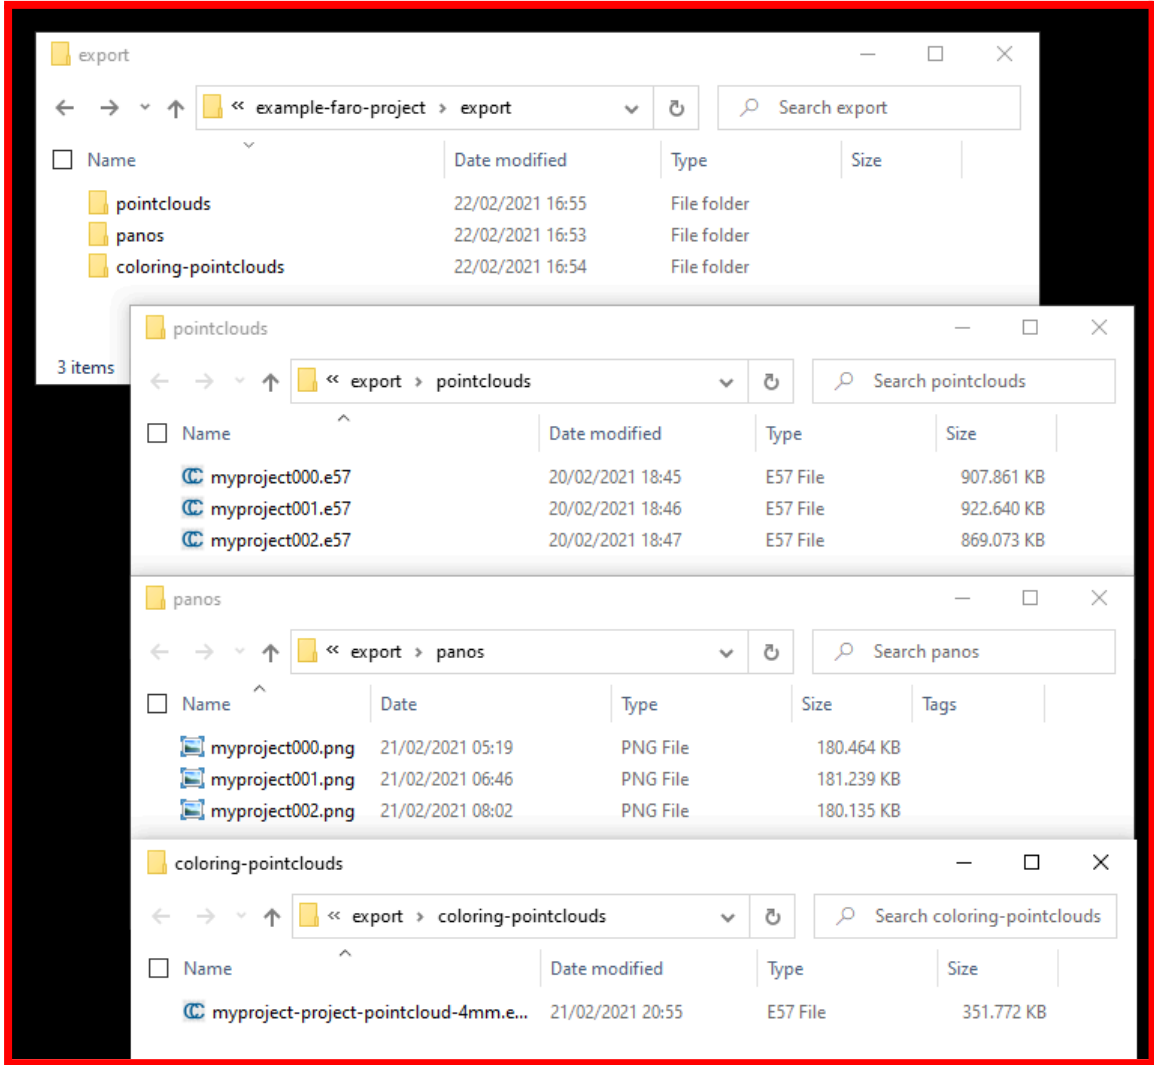 export
« example-faro-project › export Search export
Name Date modified Type Size
pointclouds 22/02/2021 16:55 File folder
panos 22/02/2021 16:53 File folder
coloring-pointclouds 22/02/2021 16:54 File folder
3 items
pointclouds
« export › pointclouds Search pointclouds
Name Date modified Type Size
myproject000.e57 20/02/2021 18:45 E57 File 907.861 KB
myproject001.e57 20/02/2021 18:46 E57 File 922.640 KB
myproject002.e57 20/02/2021 18:47 E57 File 869.073 KB
panos
« export › panos Search panos
Name Date Type Size Tags
myproject000.png 21/02/2021 05:19 PNG File 180.464 KB
myproject001.png 21/02/2021 06:46 PNG File 181.239 KB
myproject002.png 21/02/2021 08:02 PNG File 180.135 KB
coloring-pointclouds
« export › coloring-pointclouds Search coloring-pointclouds
Name Date modified Type Size
myproject-project-pointcloud-4mm.e... 21/02/2021 20:55 E57 File 351.772 KB